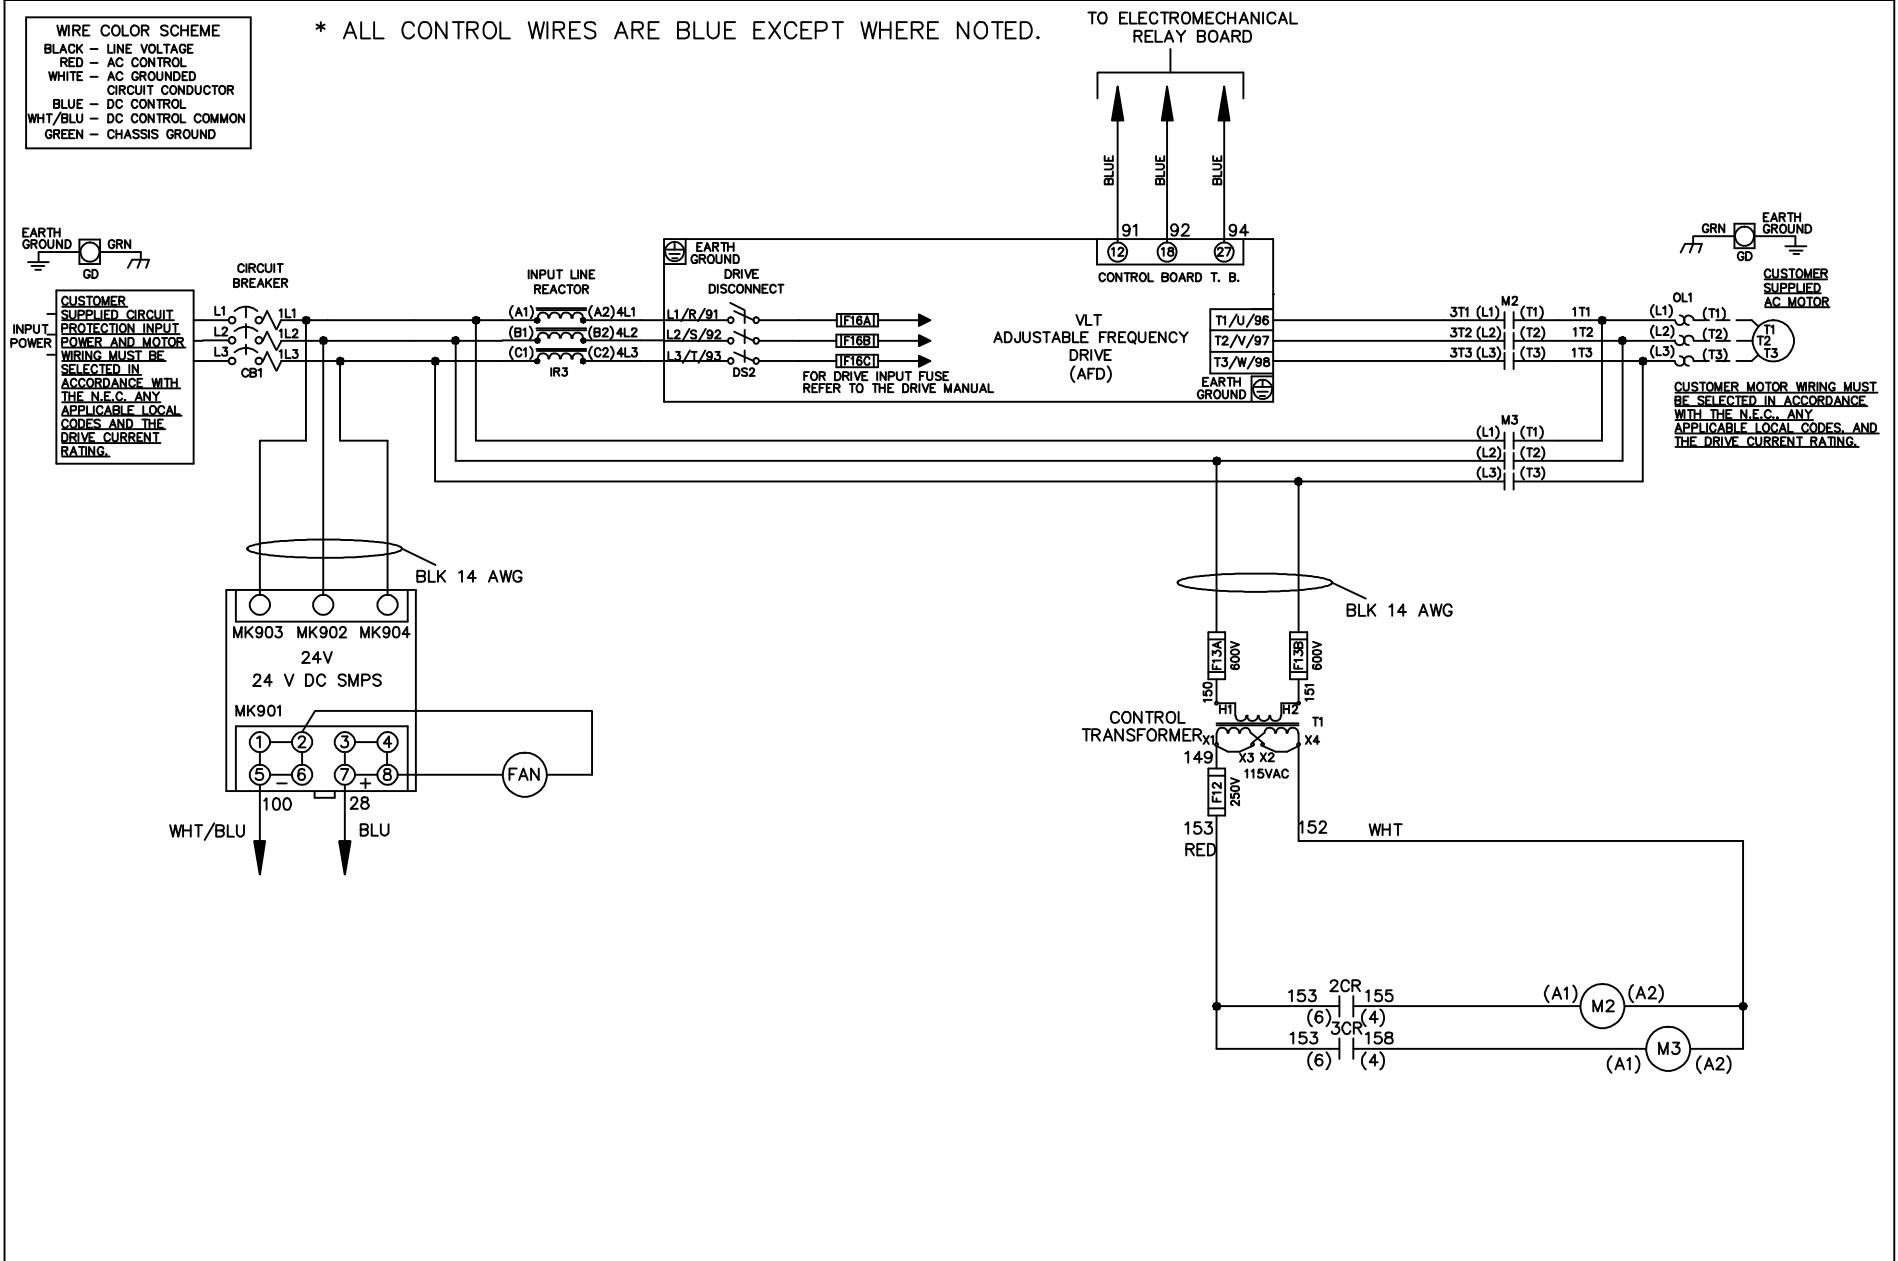 WIRE COLOR SCHEME
BLACK – LINE VOLTAGE
RED – AC CONTROL
WHITE – AC GROUNDED
CIRCUIT CONDUCTOR
BLUE – DC CONTROL
WHT/BLU – DC CONTROL COMMON
GREEN – CHASSIS GROUND
* ALL CONTROL WIRES ARE BLUE EXCEPT WHERE NOTED.
TO ELECTROMECHANICAL
RELAY BOARD
BLUE
BLUE
BLUE
91 92 94
12 18 27
CONTROL BOARD T. B.
EARTH
GROUND
GRN
GD
CUSTOMER
SUPPLIED CIRCUIT
PROTECTION INPUT
POWER AND MOTOR
WIRING MUST BE
SELECTED IN
ACCORDANCE WITH
THE N.E.C. ANY
APPLICABLE LOCAL
CODES AND THE
DRIVE CURRENT
RATING.
INPUT
POWER
CIRCUIT
BREAKER
L1 1L1
L2 1L2
L3 1L3
CB1
INPUT LINE
REACTOR
(A1) (A2) 4L1
(B1) (B2) 4L2
(C1) (C2) 4L3
IR3
EARTH
GROUND
DRIVE
DISCONNECT
L1/R/91
L2/S/92
L3/T/93
DS2
F16A
F16B
F16C
FOR DRIVE INPUT FUSE
REFER TO THE DRIVE MANUAL
VLT
ADJUSTABLE FREQUENCY
DRIVE
(AFD)
T1/U/96
T2/V/97
T3/W/98
EARTH
GROUND
M2
3T1 (L1) (T1) 1T1
3T2 (L2) (T2) 1T2
3T3 (L3) (T3) 1T3
M3
(L1) (T1)
(L2) (T2)
(L3) (T3)
OL1
(L1) (T1)
(L2) (T2)
(L3) (T3)
T1
T2
T3
GRN
GD
EARTH
GROUND
CUSTOMER
SUPPLIED
AC MOTOR
CUSTOMER MOTOR WIRING MUST
BE SELECTED IN ACCORDANCE
WITH THE N.E.C., ANY
APPLICABLE LOCAL CODES, AND
THE DRIVE CURRENT RATING.
BLK 14 AWG
MK903 MK902 MK904
24V
24 V DC SMPS
MK901
1 2 3 4
5 – 6 7 + 8
FAN
100 28
WHT/BLU BLU
BLK 14 AWG
F13A
600V
F13B
600V
150
151
H1 H2
T1
CONTROL
TRANSFORMER
X1 X3 X2 X4
149
115VAC
F12
250V
153
RED
152 WHT
2CR
153 155
(6) (4)
(A1) M2 (A2)
3CR
153 158
(6) (4)
(A1) M3 (A2)